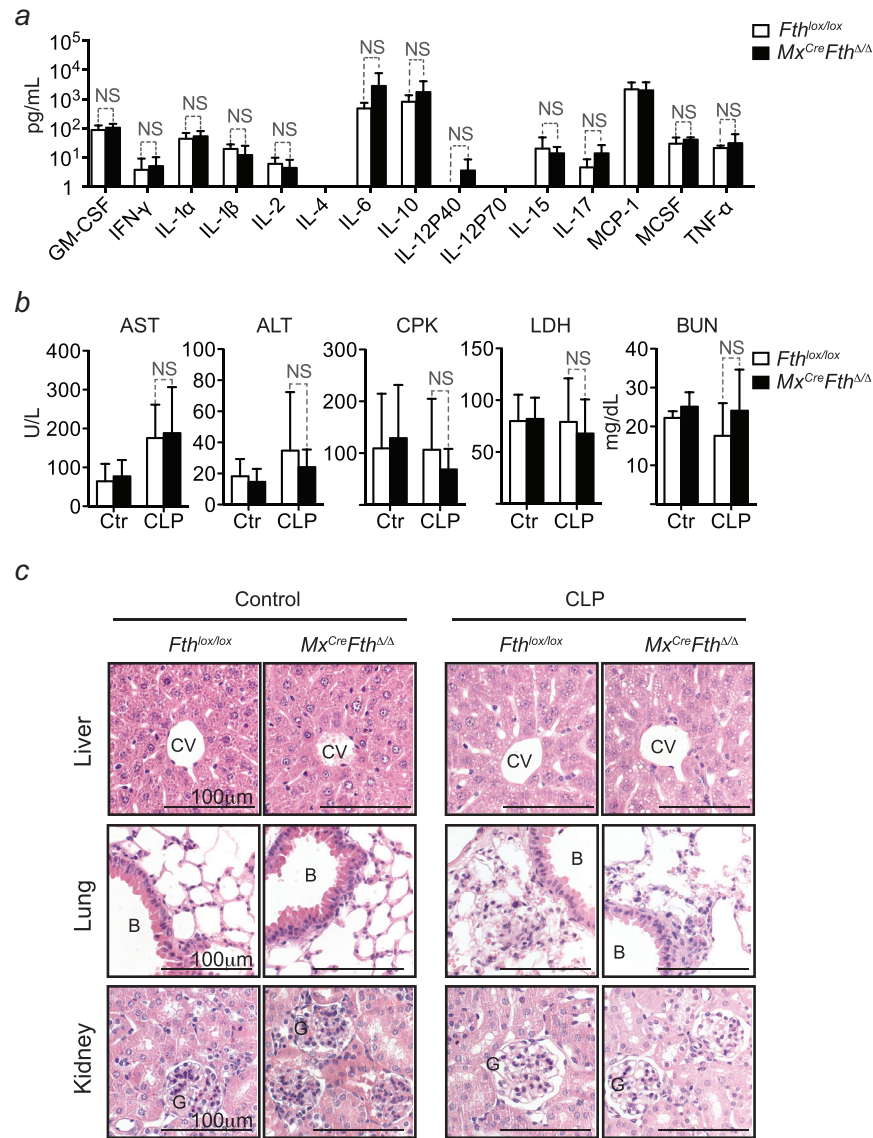 a
Fth^lox/lox
Mx^Cre Fth^Δ/Δ
pg/mL
10^5
10^4
10^3
10^2
10^1
1
NS NS NS NS NS NS NS NS NS NS NS NS
GM-CSF IFN-γ IL-1α IL-1β IL-2 IL-4 IL-6 IL-10 IL-12P40 IL-12P70 IL-15 IL-17 MCP-1 MCSF TNF-α
b
AST ALT CPK LDH BUN
Fth^lox/lox
Mx^Cre Fth^Δ/Δ
U/L
400
300
200
100
0
NS
Ctr CLP
100
80
60
40
20
0
NS
Ctr CLP
300
200
100
NS
Ctr CLP
150
100
50
NS
Ctr CLP
mg/dL
40
30
20
10
NS
Ctr CLP
c
Control CLP
Fth^lox/lox Mx^Cre Fth^Δ/Δ Fth^lox/lox Mx^Cre Fth^Δ/Δ
Liver
CV CV CV CV
100μm
Lung
B B B B
100μm
Kidney
G G G G
100μm